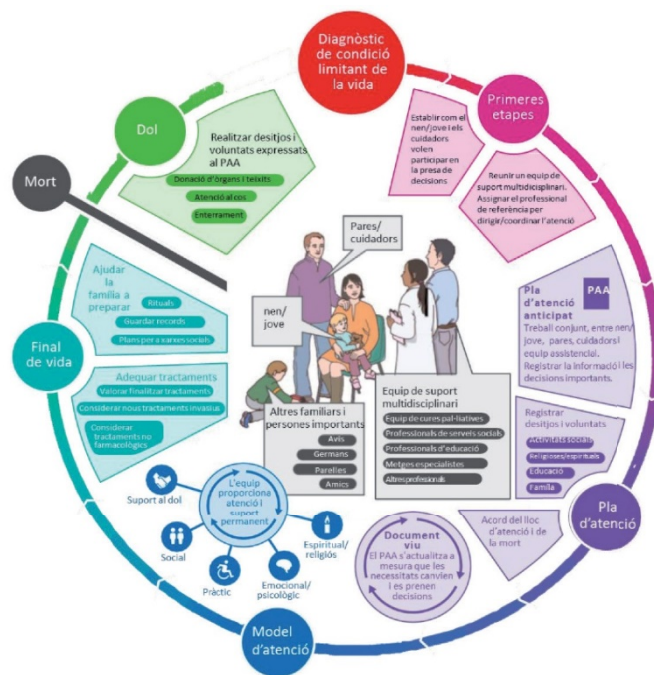 Diagnòstic
de condició
limitant de
la vida
Primeres
etapes
Establir com el
nen/jove i els
cuidadors
volen
participar en
la presa de
decisions
Reunir un equip de
suport multidisciplinari.
Assignar el professional
de referència per
dirigir/coordinar l'atenció
Pla
d'atenció
anticipat
PAA
Treball conjunt, entre nen/
jove, pares, cuidadors i
equip assistencial.
Registrar la informació i les
decisions importants.
Registrar
desitjos i voluntats
Activitats socials
Religioses/espirituals
Educació
Família
Pla
d'atenció
Acord del lloc
d'atenció i de
la mort
Document
viu
El PAA s'actualitza a
mesura que les
necessitats canvien
i es prenen
decisions
Model
d'atenció
L'equip
proporciona
atenció i
suport
permanent
Suport al dol
Social
Pràctic
Emocional/
psicològic
Espiritual/
religiós
Final
de vida
Adequar tractaments
Valorar finalitzar tractaments
Considerar nous tractaments invasius
Considerar
tractaments no
farmacològics
Ajudar
la família a
preparar
Rituals
Guardar records
Plans per a xarxes socials
Mort
Dol
Realitzar desitjos i
voluntats expressats
al PAA
Donació d'òrgans i teixits
Atenció al cos
Enterrament
Pares/
cuidadors
nen/
jove
Altres familiars i
persones importants
Avis
Germans
Parelles
Amics
Equip de suport
multidisciplinari
Equip de cures pal·liatives
Professionals de serveis socials
Professionals d'educació
Metges especialistes
Altres professionals